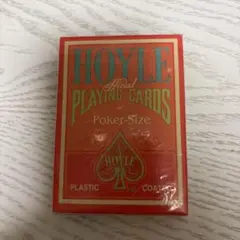 HOYLE
official
PLAYING CARDS
Poker-Size
HOYLE
PLASTIC COATED